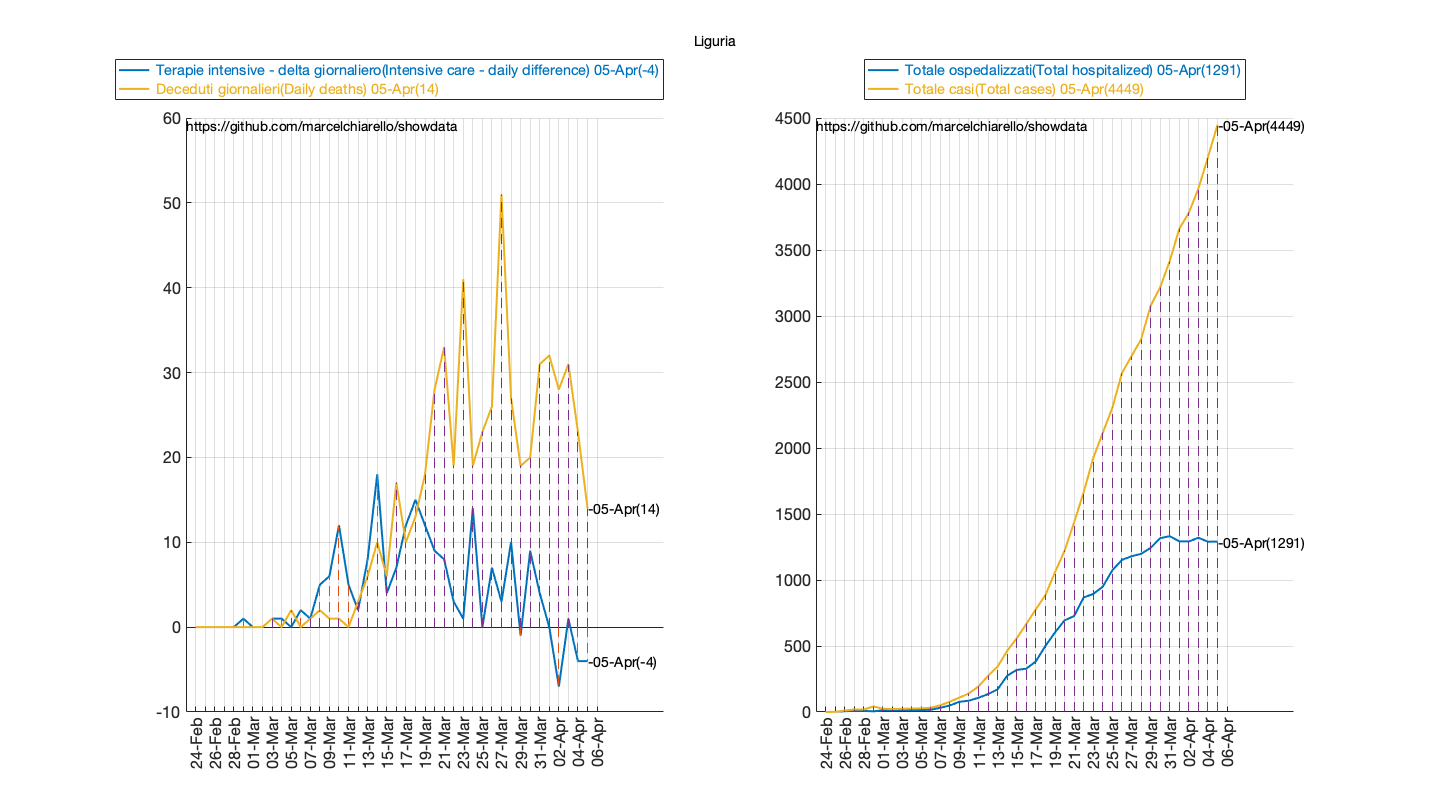 Liguria
Terapie intensive - delta giornaliero(Intensive care - daily difference) 05-Apr(-4)
Deceduti giornalieri(Daily deaths) 05-Apr(14)
https://github.com/marcelchiarello/showdata
60
50
40
30
20
10
0
-10
-05-Apr(14)
-05-Apr(-4)
24-Feb
26-Feb
28-Feb
01-Mar
03-Mar
05-Mar
07-Mar
09-Mar
11-Mar
13-Mar
15-Mar
17-Mar
19-Mar
21-Mar
23-Mar
25-Mar
27-Mar
29-Mar
31-Mar
02-Apr
04-Apr
06-Apr
Totale ospedalizzati(Total hospitalized) 05-Apr(1291)
Totale casi(Total cases) 05-Apr(4449)
https://github.com/marcelchiarello/showdata
4500
4000
3500
3000
2500
2000
1500
1000
500
0
-05-Apr(4449)
-05-Apr(1291)
24-Feb
26-Feb
28-Feb
01-Mar
03-Mar
05-Mar
07-Mar
09-Mar
11-Mar
13-Mar
15-Mar
17-Mar
19-Mar
21-Mar
23-Mar
25-Mar
27-Mar
29-Mar
31-Mar
02-Apr
04-Apr
06-Apr